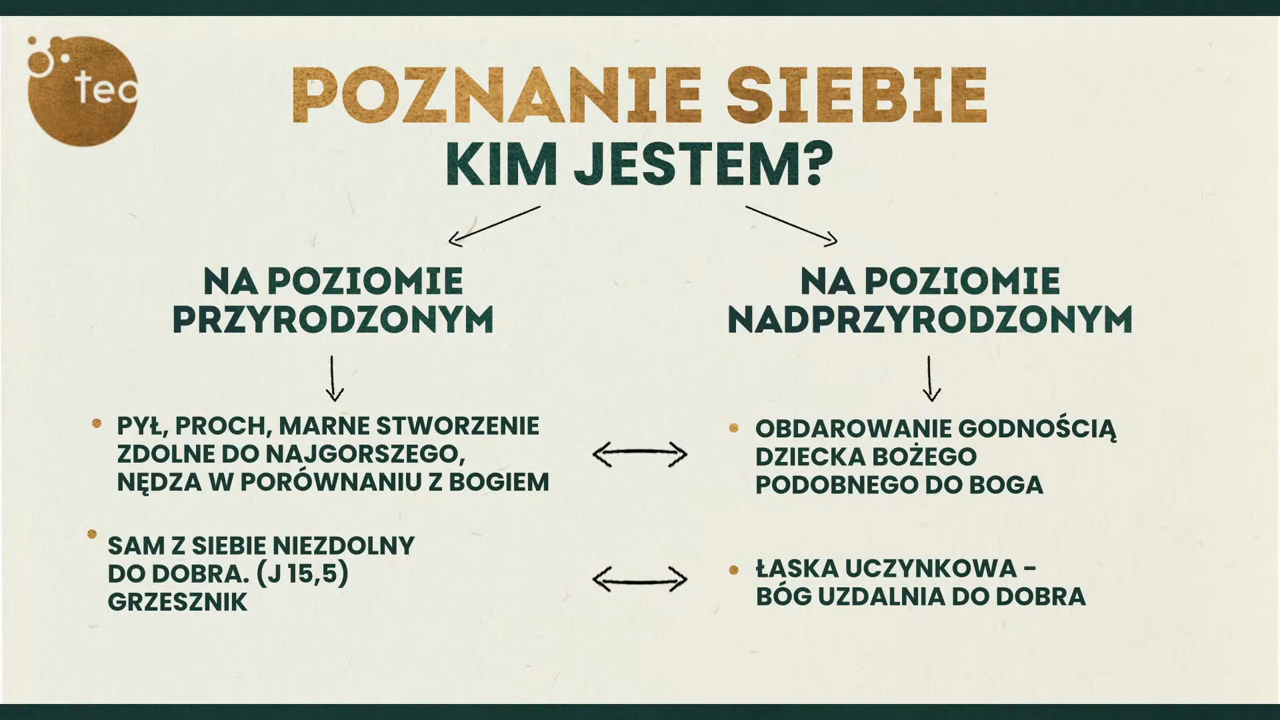 teo
POZNANIE SIEBIE
KIM JESTEM?
NA POZIOMIE
PRZYRODZONYM
NA POZIOMIE
NADPRZYRODZONYM
• PYŁ, PROCH, MARNE STWORZENIE
ZDOLNE DO NAJGORSZEGO,
NĘDZA W PORÓWNANIU Z BOGIEM
• OBDAROWANIE GODNOŚCIĄ
DZIECKA BOŻEGO
PODOBNEGO DO BOGA
• SAM Z SIEBIE NIEZDOLNY
DO DOBRA. (J 15,5)
GRZESZNIK
• ŁASKA UCZYNKOWA -
BÓG UZDALNIA DO DOBRA